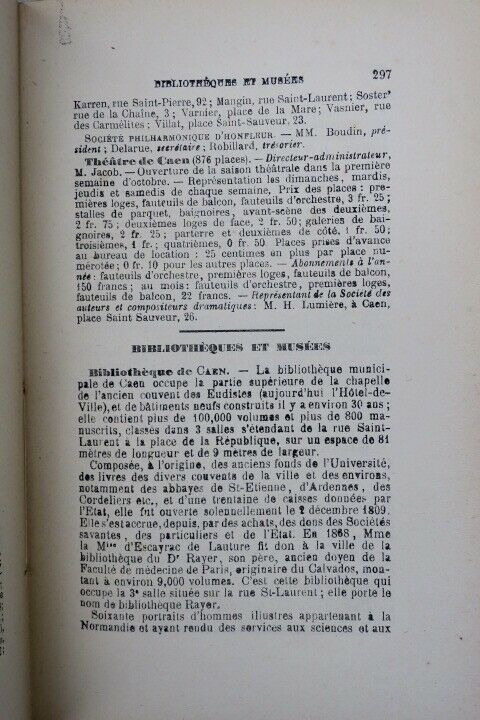 BIBLIOTHÈQUES ET MUSÉES 297
Karren, rue Saint-Pierre, 92; Mangin, rue Saint-Laurent; Soster'
rue de la Chaîne, 3; Varnier, place de la Mare; Vasnier, rue
des Carmélites; Villat, place Saint-Sauveur, 23.
SOCIÉTÉ PHILHARMONIQUE D'HONFLEUR. — MM. Boudin, pré-
sident; Delarue, secrétaire; Robillard, trésorier.
Théâtre de Caen (876 places). — Directeur-administrateur,
M. Jacob. — Ouverture de la saison théâtrale dans la première
semaine d'octobre. — Représentation les dimanches, mardis,
jeudis et samedis de chaque semaine, Prix des places: pre-
mières loges, fauteuils de balcon, fauteuils d'orchestre, 3 fr. 25;
stalles de parquet, baignoires, avant-scène des deuxièmes,
2 fr. 75; deuxièmes loges de face, 2 fr. 50; galeries de bai-
gnoires, 2 fr. 25; parterre et deuxièmes de côté, 1 fr. 50;
troisièmes, 1 fr.; quatrièmes, 0 fr. 50. Places prises d'avance
au bureau de location: 25 centimes en plus par place nu-
mérotée; 0 fr. 10 pour les autres places. — Abonnements à l'an-
née: fauteuils d'orchestre, premières loges, fauteuils de balcon,
150 francs; au mois: fauteuils d'orchestre, premières loges,
fauteuils de balcon, 22 francs. — Représentant de la Société des
auteurs et compositeurs dramatiques: M. H. Lumière, à Caen,
place Saint Sauveur, 26.
BIBLIOTHÈQUES ET MUSÉES
Bibliothèque de CAEN. — La bibliothèque munici-
pale de Caen occupe la partie supérieure de la chapelle
de l'ancien couvent des Eudistes (aujourd'hui l'Hôtel-de-
Ville), et de bâtiments neufs construits il y a environ 30 ans;
elle contient plus de 100,000 volumes et plus de 800 ma-
nuscrits, classes dans 3 salles s'étendant de la rue Saint-
Laurent à la place de la République, sur un espace de 81
mètres de longueur et de 9 mètres de largeur.
Composée, à l'origine, des anciens fonds de l'Université,
des livres des divers couvents de la ville et des environs,
notamment des abbayes de St-Etienne, d'Ardennes, des
Cordeliers etc., et d'une trentaine de caisses données par
l'Etat, elle fut ouverte solennellement le 2 décembre 1809.
Elle s'est accrue, depuis, par des achats, des dons des Sociétés
savantes, des particuliers et de l'Etat. En 1868, Mme
la Mise d'Escayrac de Lauture fit don à la ville de la
bibliothèque du Dr Rayer, son père, ancien doyen de la
Faculté de médecine de Paris, originaire du Calvados, mon-
tant à environ 9,000 volumes. C'est cette bibliothèque qui
occupe la 3e salle située sur la rue St-Laurent; elle porte le
nom de bibliothèque Rayer.
Soixante portraits d'hommes illustres appartenant à la
Normandie et ayant rendu des services aux sciences et aux